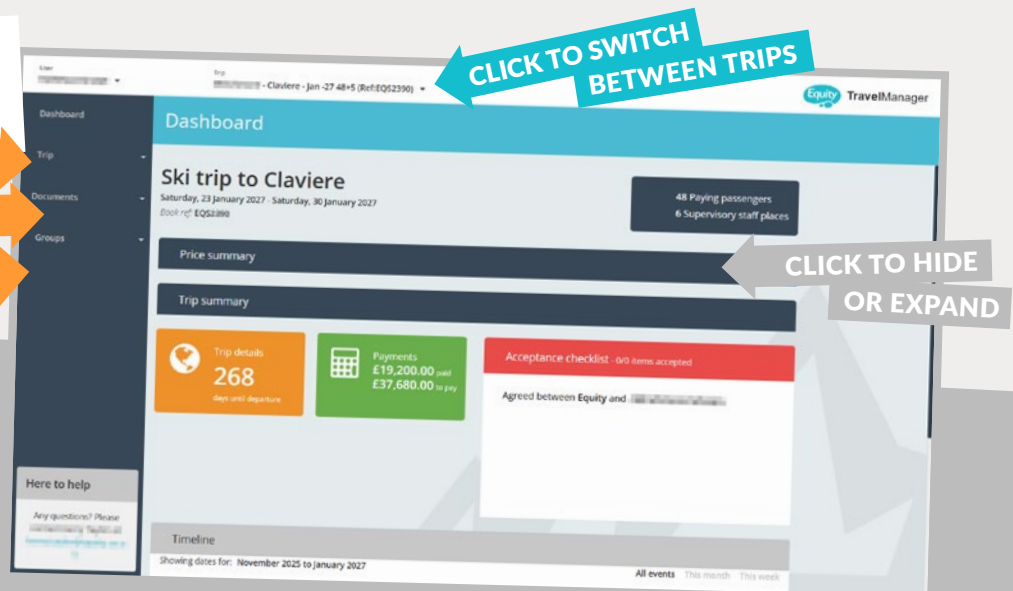 CLICK TO SWITCH
BETWEEN TRIPS
User
Trip
- Claviere - Jan -27 48+5 (Ref:EQS2390)
Equity TravelManager
Dashboard
Dashboard
Trip
Documents
Groups
Ski trip to Claviere
Saturday, 23 January 2027 - Saturday, 30 January 2027
Book ref: EQS2390
48 Paying passengers
6 Supervisory staff places
Price summary
CLICK TO HIDE
OR EXPAND
Trip summary
Trip details
268
days until departure
Payments
£19,200.00 paid
£37,680.00 to pay
Acceptance checklist - 0/0 items accepted
Agreed between Equity and
Here to help
Any questions? Please
Timeline
Showing dates for: November 2025 to January 2027
All events This month This week